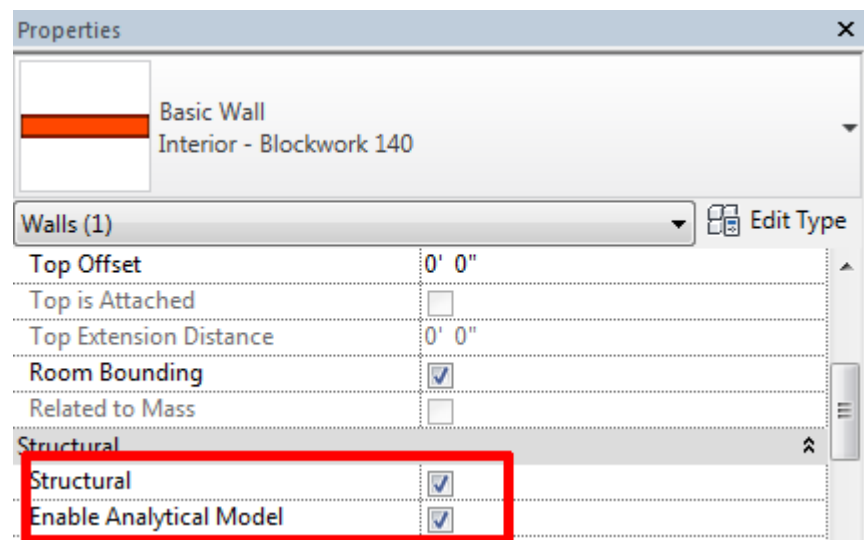 Properties
Basic Wall
Interior - Blockwork 140
Walls (1) Edit Type
Top Offset 0' 0"
Top is Attached
Top Extension Distance 0' 0"
Room Bounding
Related to Mass
Structural
Structural
Enable Analytical Model